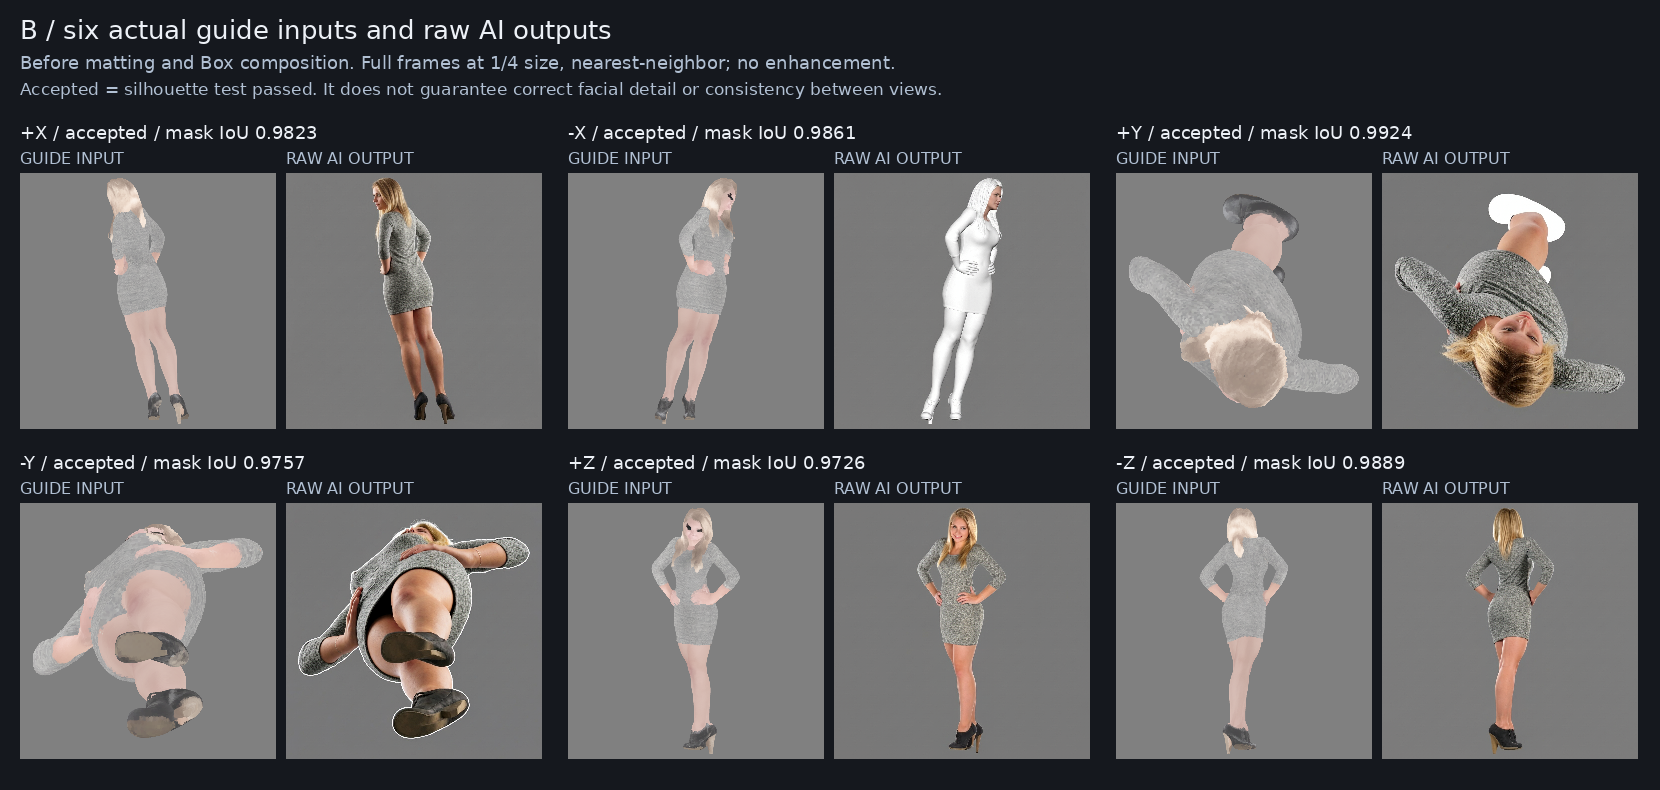 B / six actual guide inputs and raw AI outputs
Before matting and Box composition. Full frames at 1/4 size, nearest-neighbor; no enhancement.
Accepted = silhouette test passed. It does not guarantee correct facial detail or consistency between views.
+X / accepted / mask IoU 0.9823
GUIDE INPUT
RAW AI OUTPUT
-X / accepted / mask IoU 0.9861
GUIDE INPUT
RAW AI OUTPUT
+Y / accepted / mask IoU 0.9924
GUIDE INPUT
RAW AI OUTPUT
-Y / accepted / mask IoU 0.9757
GUIDE INPUT
RAW AI OUTPUT
+Z / accepted / mask IoU 0.9726
GUIDE INPUT
RAW AI OUTPUT
-Z / accepted / mask IoU 0.9889
GUIDE INPUT
RAW AI OUTPUT